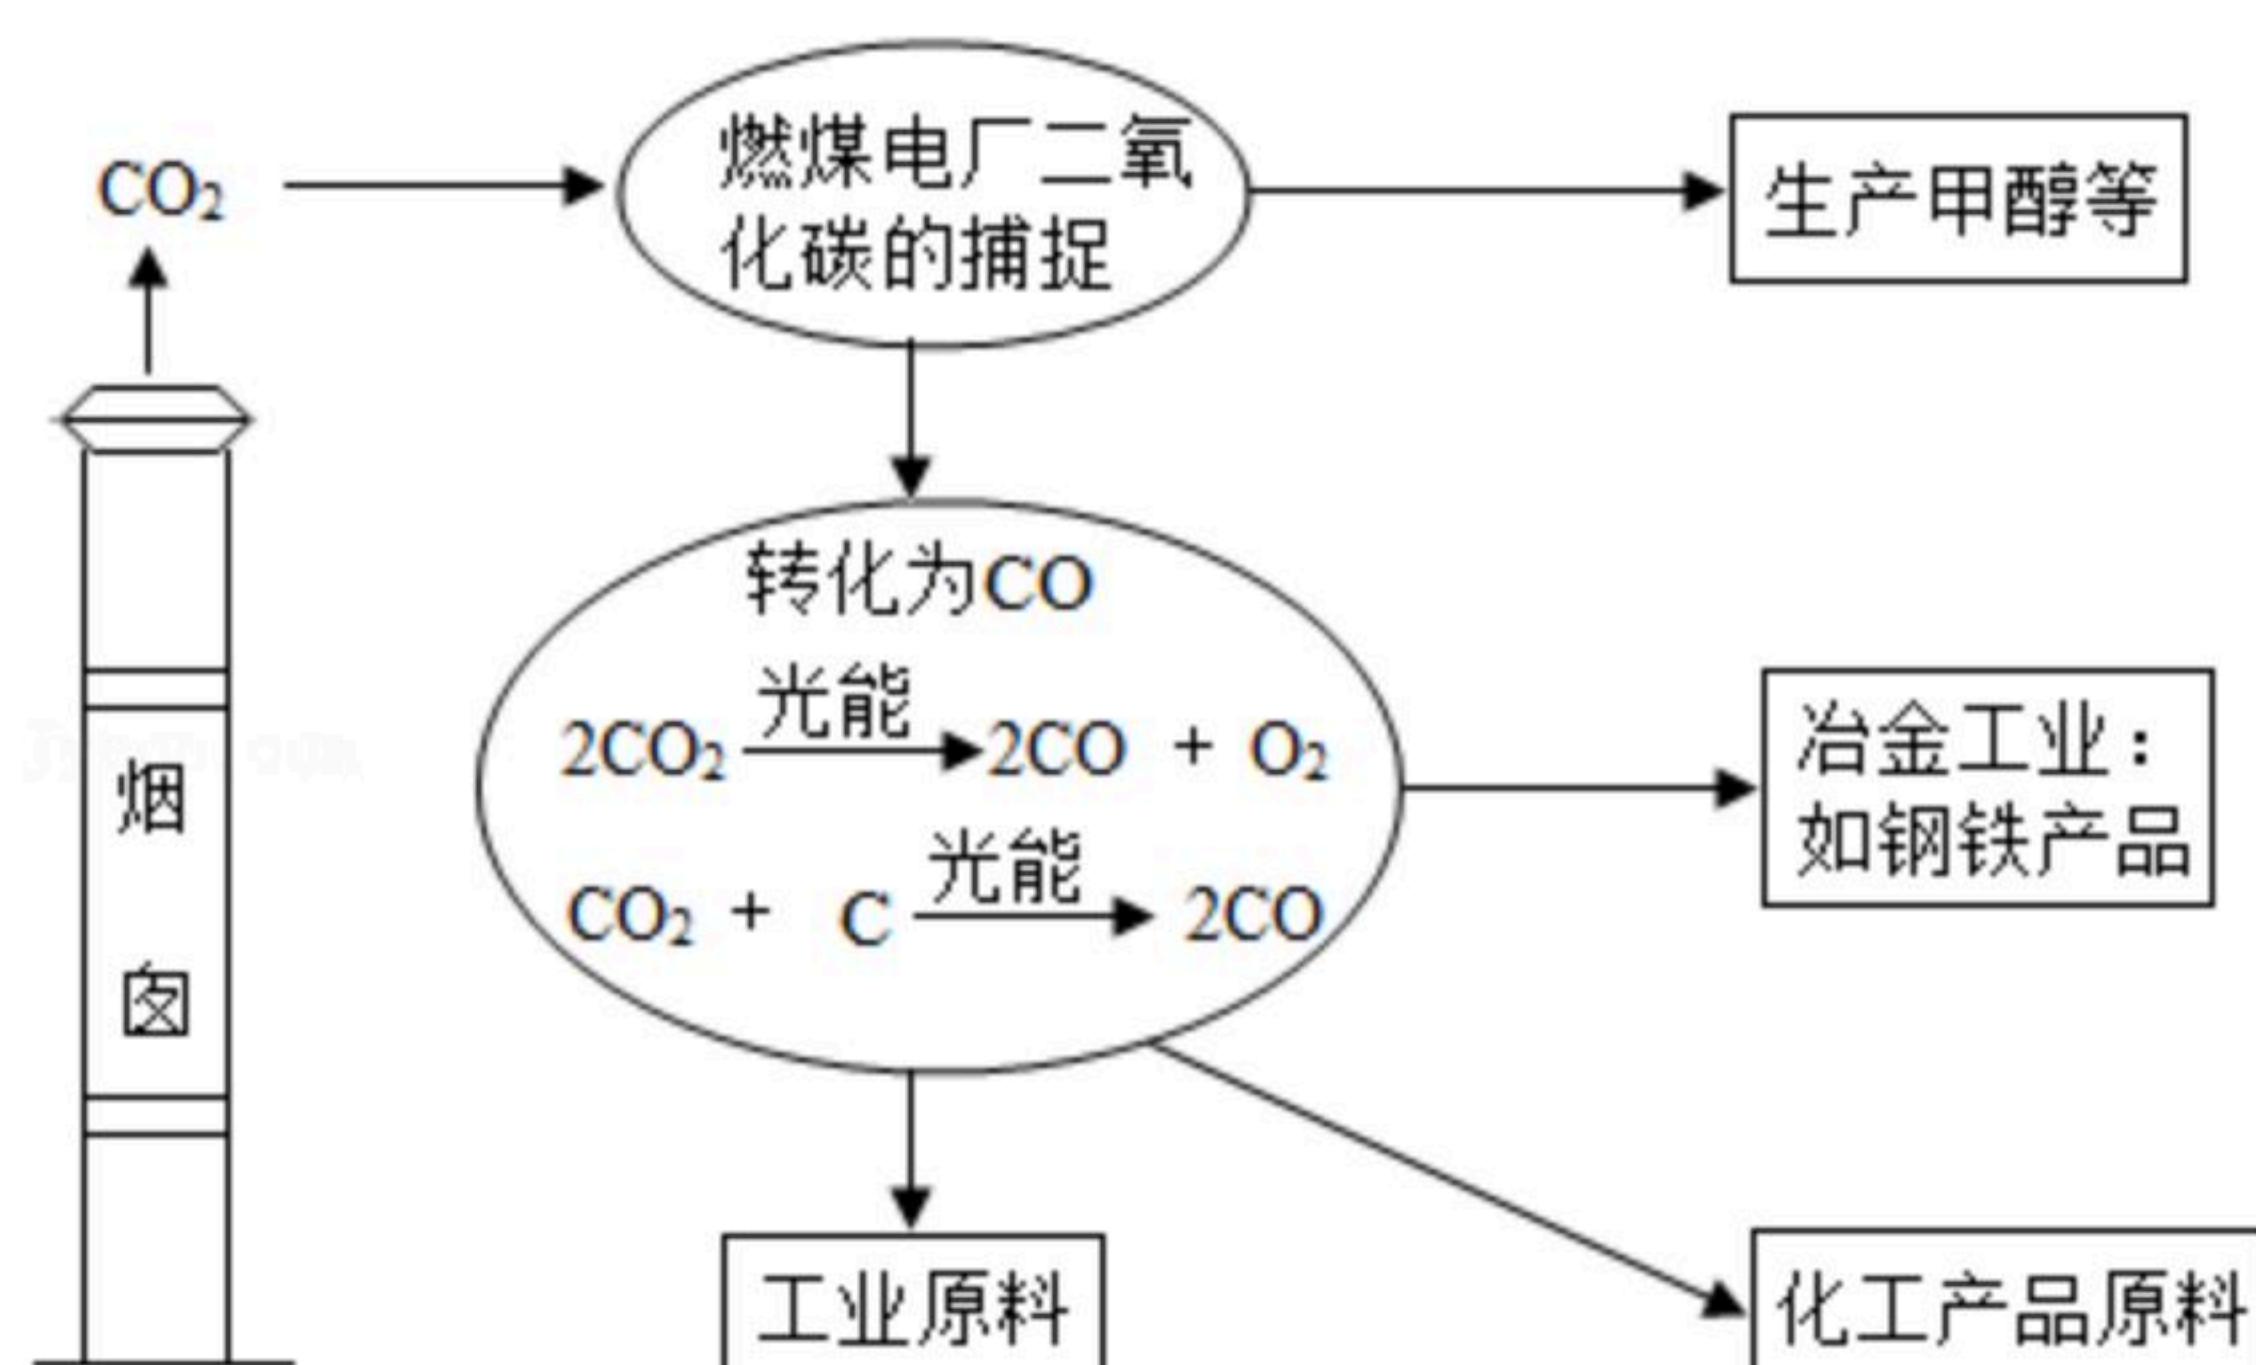 CO₂
燃煤电厂二氧
化碳的捕捉
生产甲醇等
转化为CO
光能
2CO₂ → 2CO + O₂
光能
CO₂ + C → 2CO
冶金工业：
如钢铁产品
烟
囱
工业原料
化工产品原料